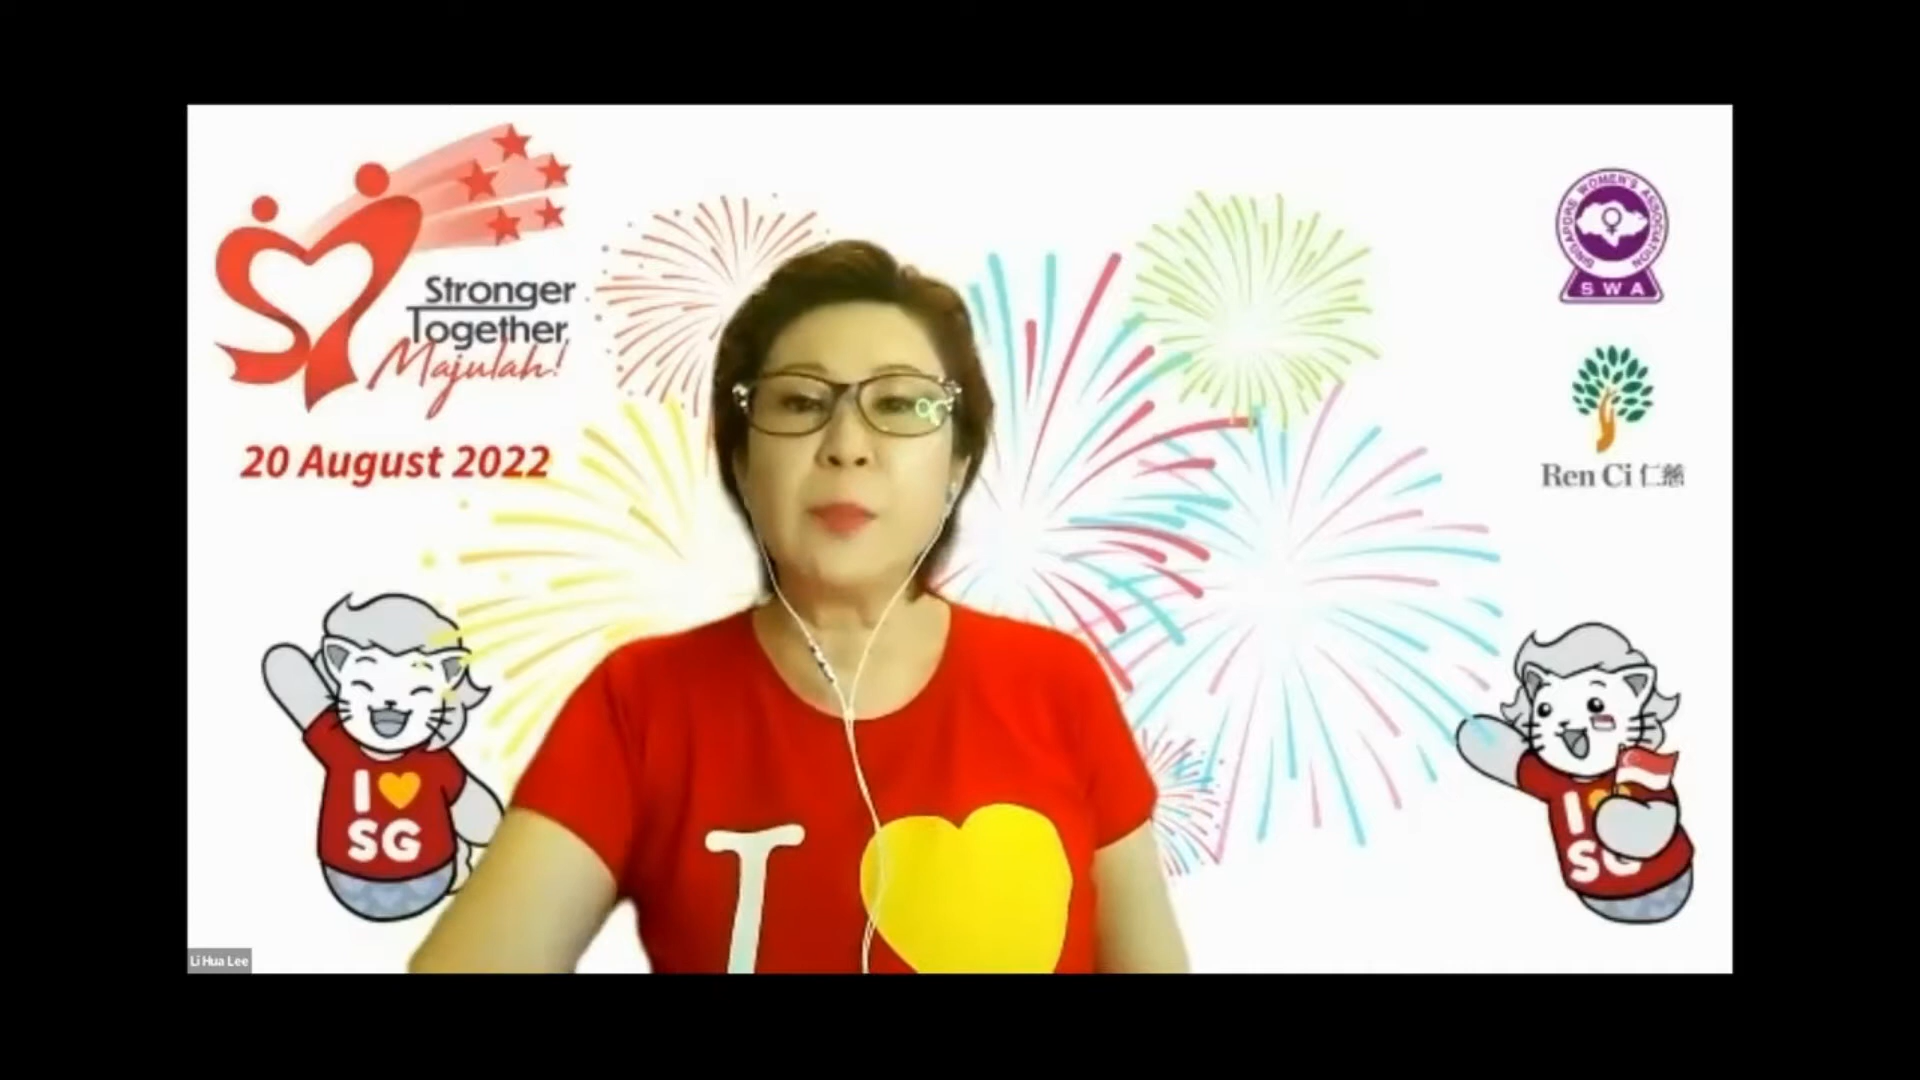 Stronger
Together,
Majulah!
20 August 2022
SINGAPORE WOMEN'S ASSOCIATION
SWA
Ren Ci 仁慈
I
SG
I
SG
I
Li Hua Lee